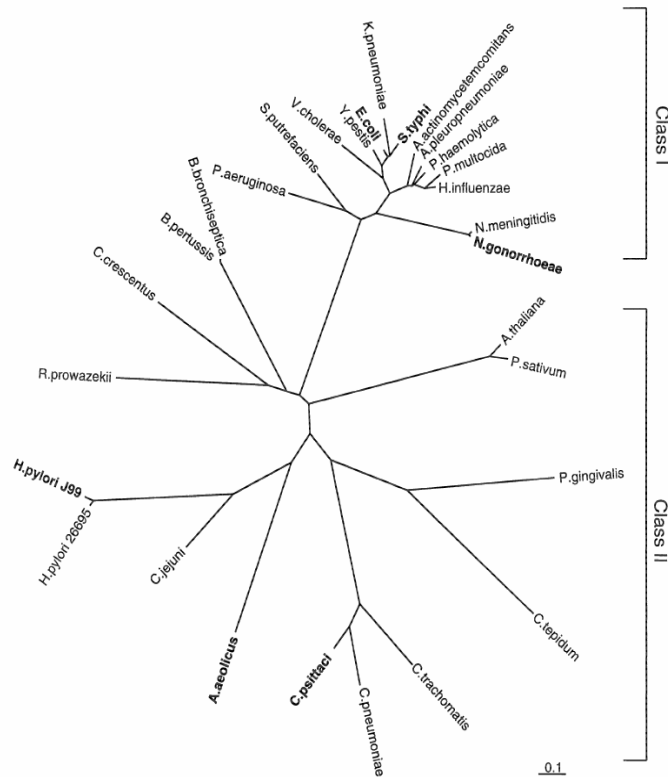 K.pneumoniae
A.actinomycetemcomitans
S.typhi
E.coli
Y.pestis
A.pleuropneumoniae
V.cholerae
P.haemolytica
P.multocida
S.putrefaciens
H.influenzae
P.aeruginosa
N.meningitidis
N.gonorrhoeae
Class I
B.bronchiseptica
B.pertussis
C.crescentus
R.prowazekii
A.thaliana
P.sativum
H.pylori J99
H.pylori 26695
C.jejuni
P.gingivalis
Class II
A.aeolicus
C.psittaci
C.pneumoniae
C.trachomatis
C.tepidum
0.1